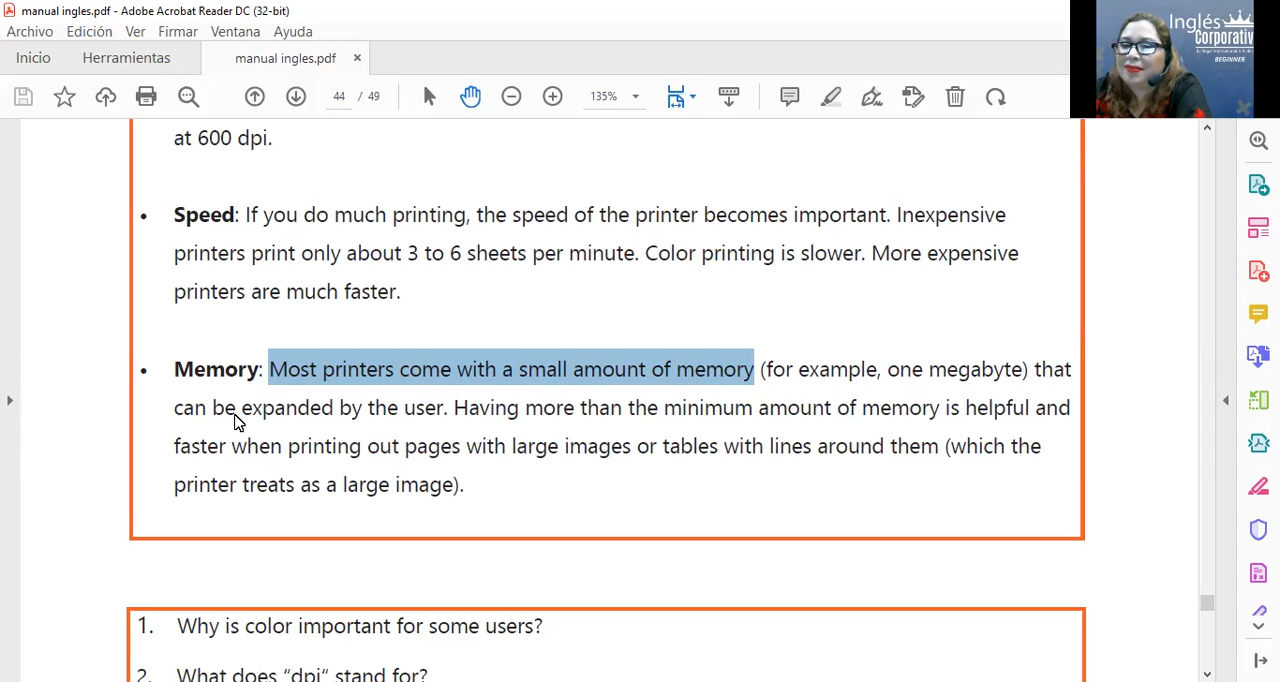 manual ingles.pdf - Adobe Acrobat Reader DC (32-bit)
Archivo Edición Ver Firmar Ventana Ayuda
Inicio Herramientas manual ingles.pdf ×
44 / 49 135%
Inglés
Corporativ
BEGINNER
at 600 dpi.
• Speed: If you do much printing, the speed of the printer becomes important. Inexpensive
printers print only about 3 to 6 sheets per minute. Color printing is slower. More expensive
printers are much faster.
• Memory: Most printers come with a small amount of memory (for example, one megabyte) that
can be expanded by the user. Having more than the minimum amount of memory is helpful and
faster when printing out pages with large images or tables with lines around them (which the
printer treats as a large image).
1. Why is color important for some users?
2. What does “dpi“ stand for?